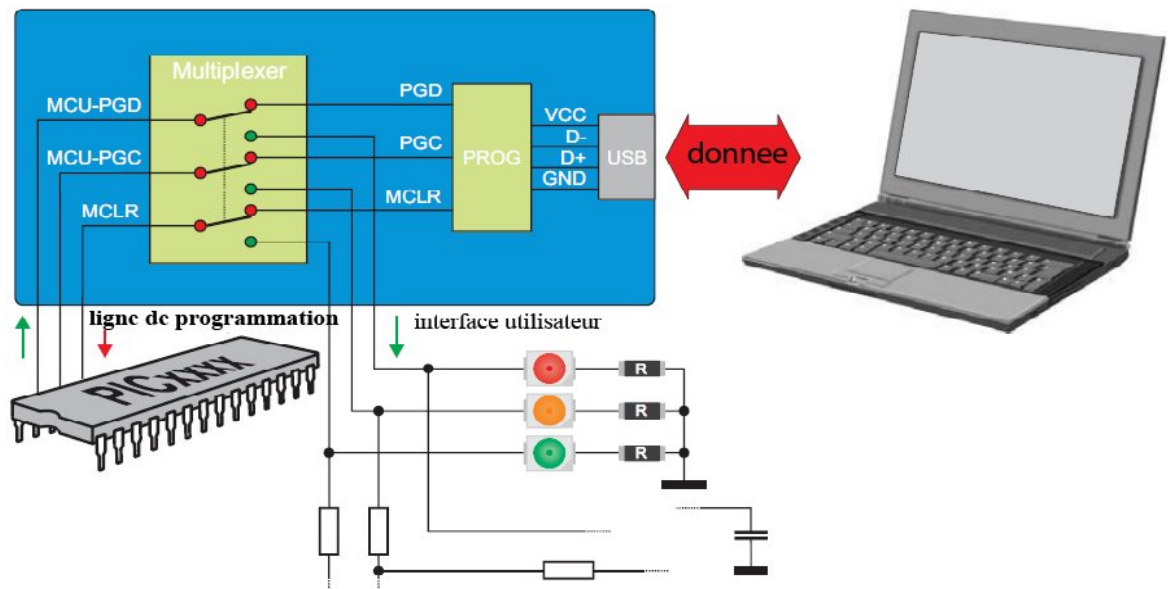 Multiplexer
MCU-PGD
PGD
VCC
D-
MCU-PGC
PGC
PROG
USB
donnee
D+
GND
MCLR
MCLR
ligne de programmation
interface utilisateur
PICxxxx
R
R
R